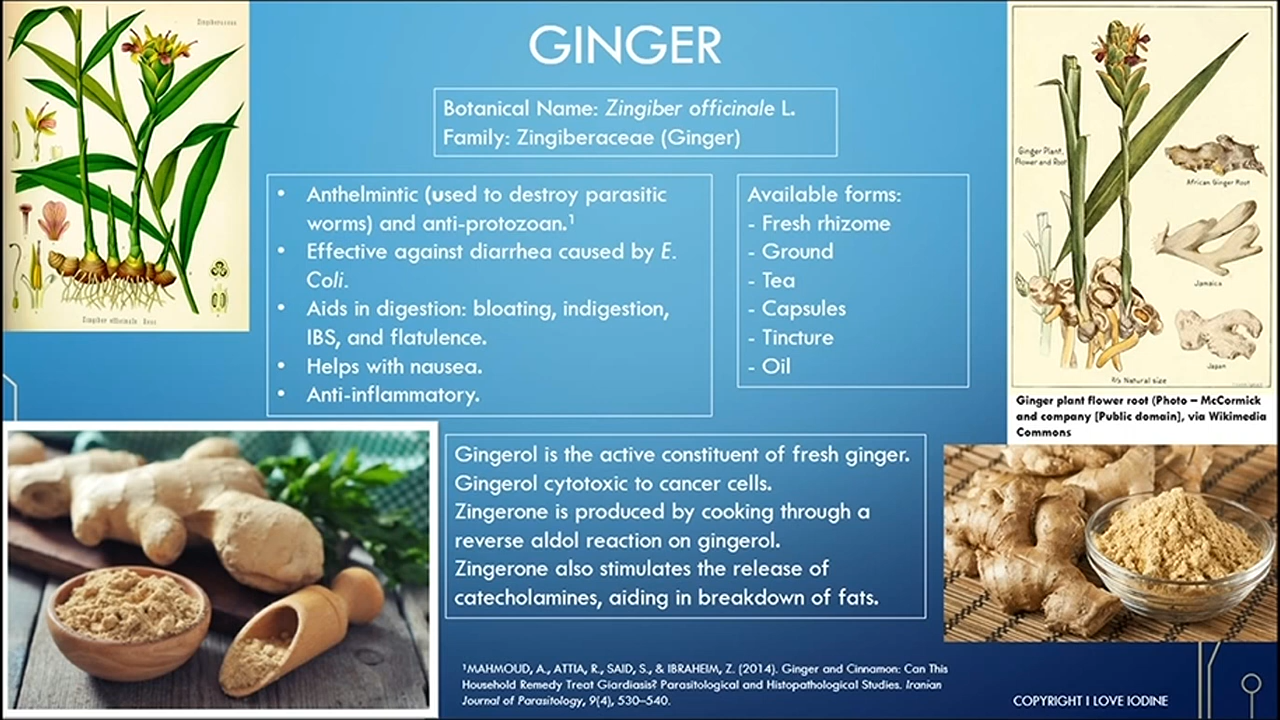 Zingiberaceae
GINGER
Botanical Name: Zingiber officinale L.
Family: Zingiberaceae (Ginger)
• Anthelmintic (used to destroy parasitic
worms) and anti-protozoan.¹
• Effective against diarrhea caused by E.
Coli.
• Aids in digestion: bloating, indigestion,
IBS, and flatulence.
• Helps with nausea.
• Anti-inflammatory.
Available forms:
- Fresh rhizome
- Ground
- Tea
- Capsules
- Tincture
- Oil
Ginger Plant,
Flower and Root
African Ginger Root
Jamaica
Japan
Natural size
Zingiber officinale
Ginger plant flower root (Photo – McCormick
and company [Public domain], via Wikimedia
Commons
Gingerol is the active constituent of fresh ginger.
Gingerol cytotoxic to cancer cells.
Zingerone is produced by cooking through a
reverse aldol reaction on gingerol.
Zingerone also stimulates the release of
catecholamines, aiding in breakdown of fats.
¹MAHMOUD, A., ATTIA, R., SAID, S., & IBRAHEIM, Z. (2014). Ginger and Cinnamon: Can This
Household Remedy Treat Giardiasis? Parasitological and Histopathological Studies. Iranian
Journal of Parasitology, 9(4), 530–540.
COPYRIGHT I LOVE IODINE